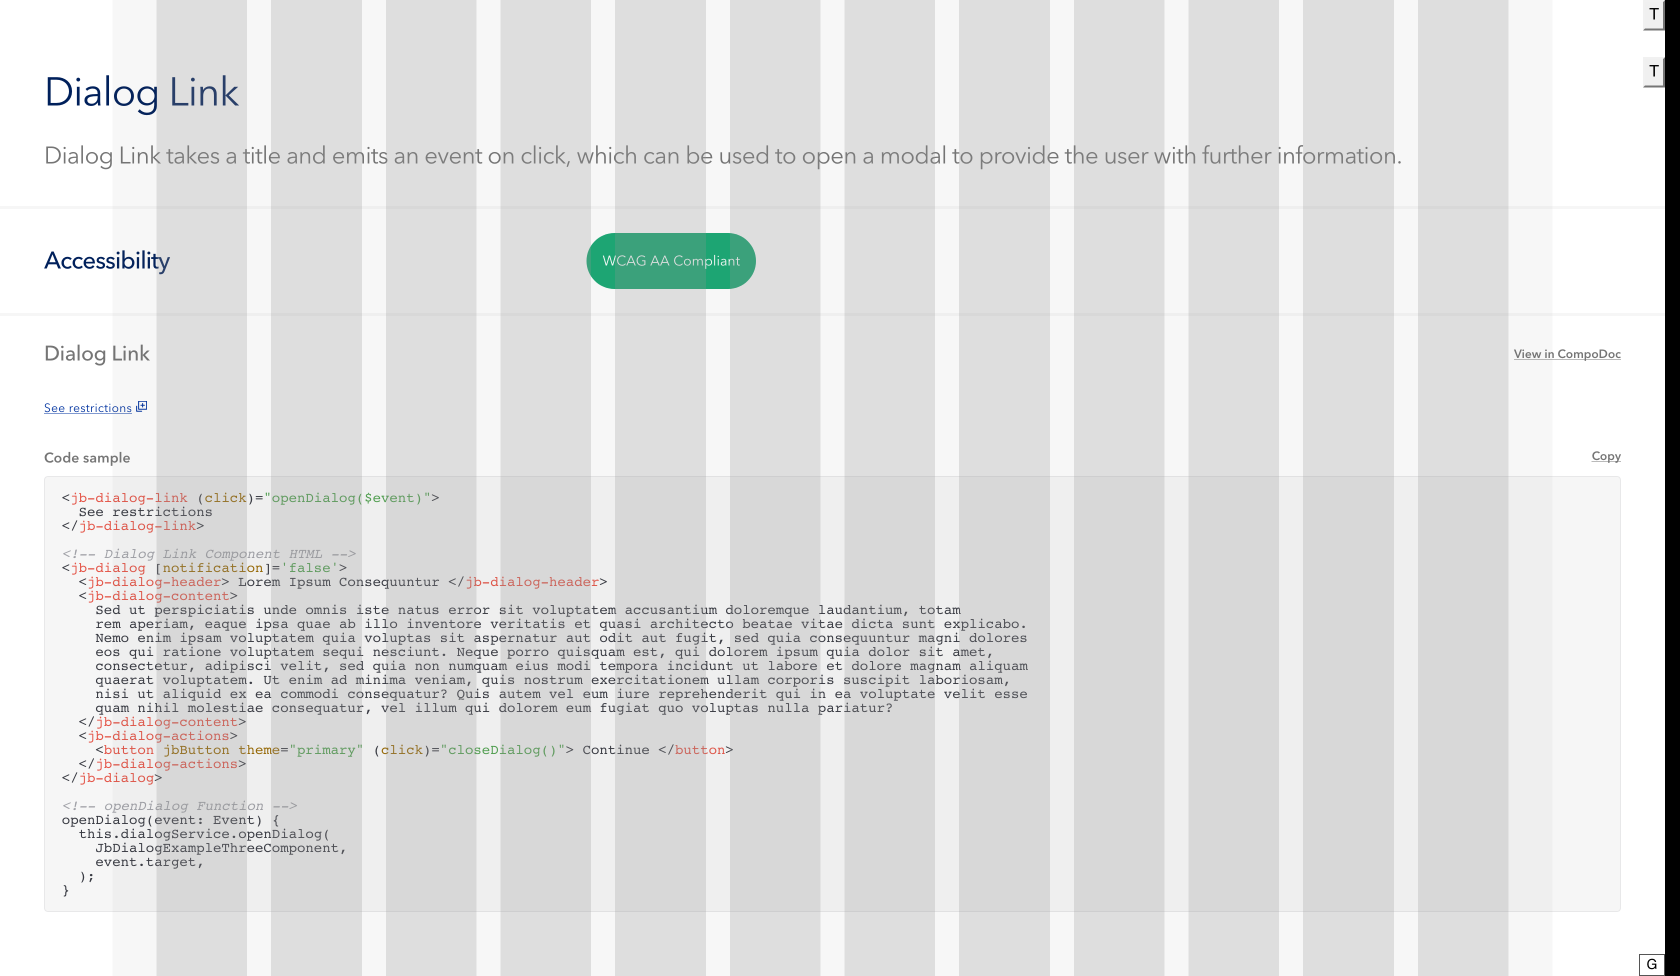 T
T
Dialog Link
Dialog Link takes a title and emits an event on click, which can be used to open a modal to provide the user with further information.
Accessibility
WCAG AA Compliant
Dialog Link
View in CompoDoc
See restrictions
Code sample
Copy
<jb-dialog-link (click)="openDialog($event)">
  See restrictions
</jb-dialog-link>
<!-- Dialog Link Component HTML -->
<jb-dialog [notification]='false'>
  <jb-dialog-header> Lorem Ipsum Consequuntur </jb-dialog-header>
  <jb-dialog-content>
    Sed ut perspiciatis unde omnis iste natus error sit voluptatem accusantium doloremque laudantium, totam
    rem aperiam, eaque ipsa quae ab illo inventore veritatis et quasi architecto beatae vitae dicta sunt explicabo.
    Nemo enim ipsam voluptatem quia voluptas sit aspernatur aut odit aut fugit, sed quia consequuntur magni dolores
    eos qui ratione voluptatem sequi nesciunt. Neque porro quisquam est, qui dolorem ipsum quia dolor sit amet,
    consectetur, adipisci velit, sed quia non numquam eius modi tempora incidunt ut labore et dolore magnam aliquam
    quaerat voluptatem. Ut enim ad minima veniam, quis nostrum exercitationem ullam corporis suscipit laboriosam,
    nisi ut aliquid ex ea commodi consequatur? Quis autem vel eum iure reprehenderit qui in ea voluptate velit esse
    quam nihil molestiae consequatur, vel illum qui dolorem eum fugiat quo voluptas nulla pariatur?
  </jb-dialog-content>
  <jb-dialog-actions>
    <button jbButton theme="primary" (click)="closeDialog()"> Continue </button>
  </jb-dialog-actions>
</jb-dialog>
<!-- openDialog Function -->
openDialog(event: Event) {
  this.dialogService.openDialog(
    JbDialogExampleThreeComponent,
    event.target,
  );
}
G